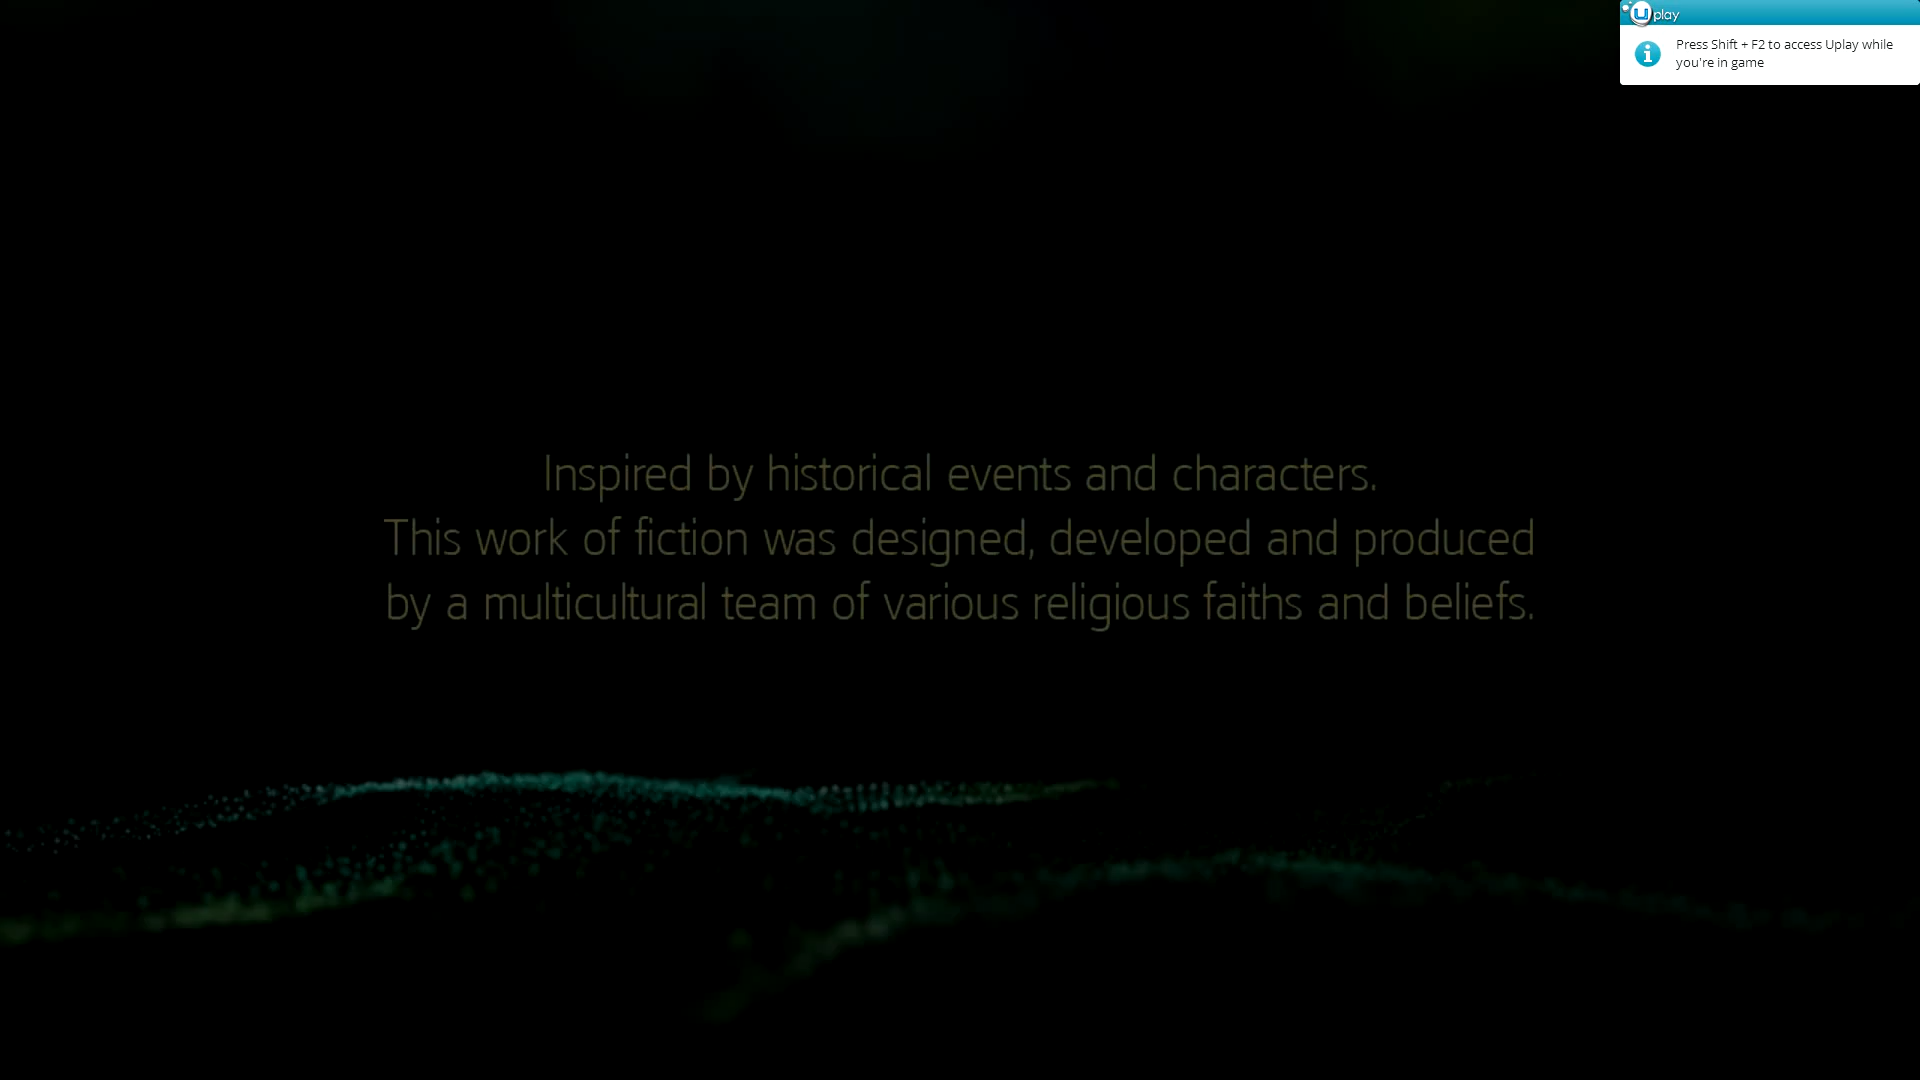 Uplay
Press Shift + F2 to access Uplay while
you're in game
Inspired by historical events and characters.
This work of fiction was designed, developed and produced
by a multicultural team of various religious faiths and beliefs.